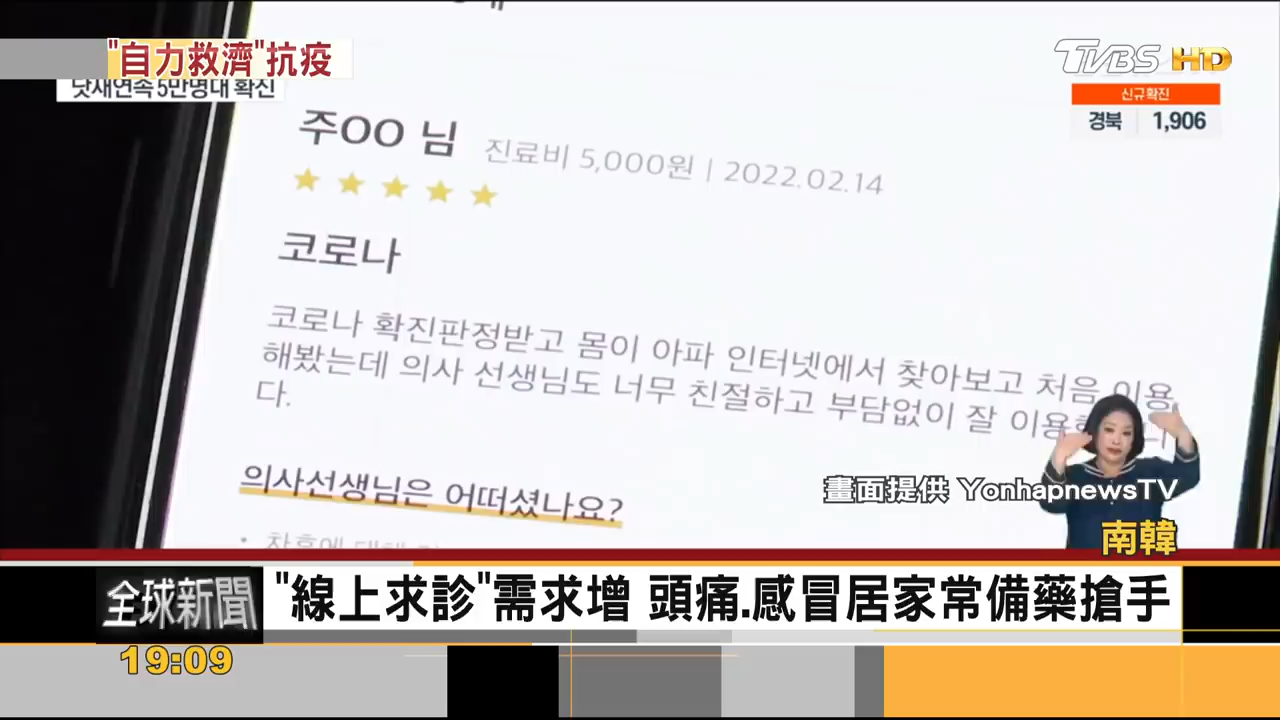 "自力救濟"抗疫
TVBS HD
닷새연속 5만명대 확진
신규확진
경북 1,906
주OO 님 진료비 5,000원 | 2022.02.14
★★★★★
코로나
코로나 확진판정받고 몸이 아파 인터넷에서 찾아보고 처음 이용
해봤는데 의사 선생님도 너무 친절하고 부담없이 잘
다.
의사선생님은 어떠셨나요?
畫面提供 YonhapnewsTV
南韓
全球新聞
"線上求診"需求增 頭痛.感冒居家常備藥搶手
19:09